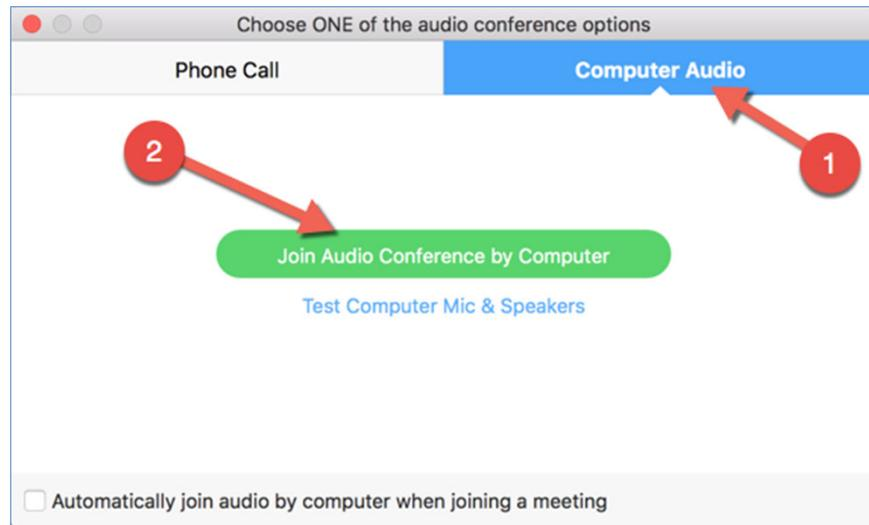 Choose ONE of the audio conference options
Phone Call
Computer Audio
2
1
Join Audio Conference by Computer
Test Computer Mic & Speakers
Automatically join audio by computer when joining a meeting